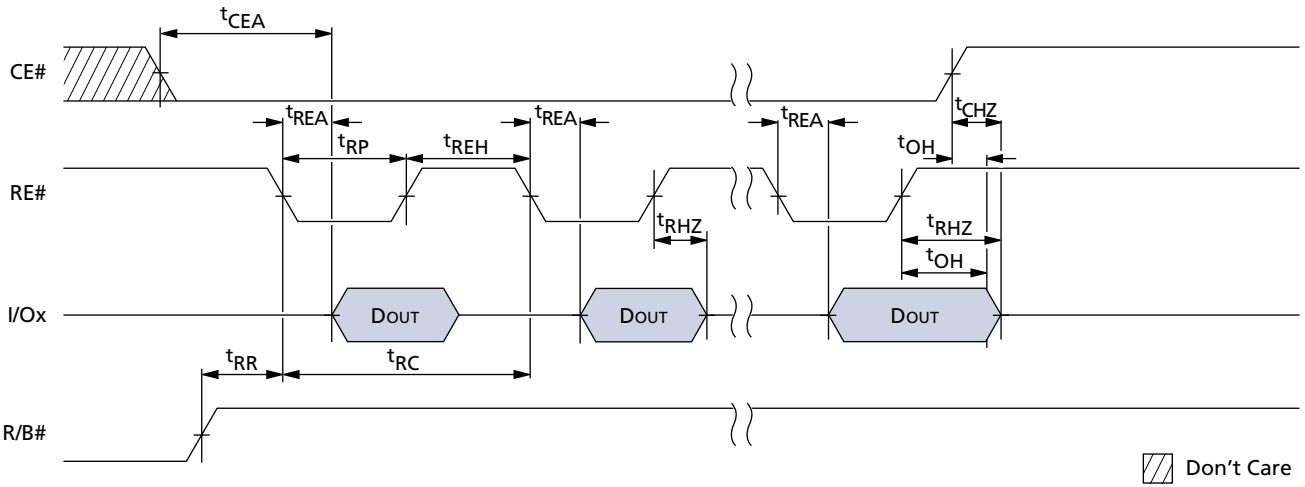 tCEA
CE#
tREA
tREA
tREA
tCHZ
tRP
tREH
tOH
RE#
tRHZ
tRHZ
tOH
I/Ox
DOUT
DOUT
DOUT
tRR
tRC
R/B#
Don't Care